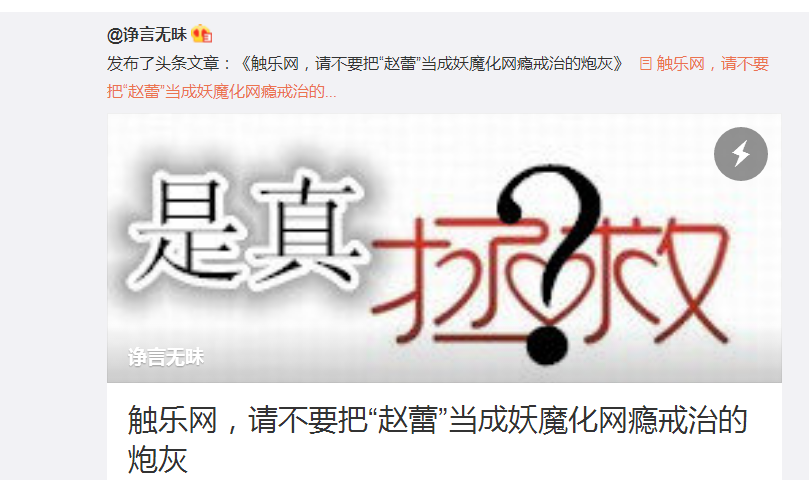 @诤言无昧
发布了头条文章：《触乐网，请不要把“赵蕾”当成妖魔化网瘾戒治的炮灰》 触乐网，请不要
把“赵蕾”当成妖魔化网瘾戒治的...
是真拯救?
诤言无昧
触乐网，请不要把“赵蕾”当成妖魔化网瘾戒治的
炮灰